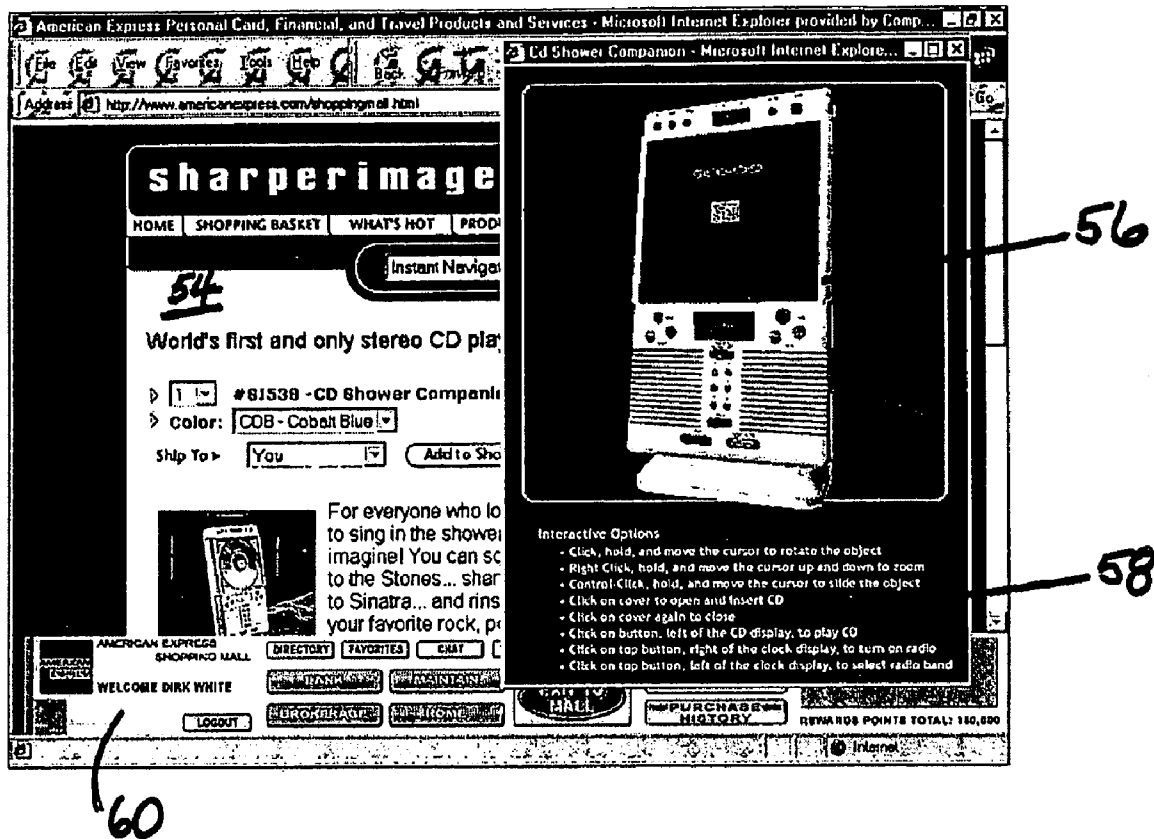 American Express Personal Card, Financial, and Travel Products and Services - Microsoft Internet Explorer provided by Comp...
File Edit View Favorites Tools Help
Back
Address http://www.americanexpress.com/shoppingmall.html
Go
sharperimage
HOME SHOPPING BASKET WHAT'S HOT PROD
Instant Navigat
54
World's first and only stereo CD play
1 #SI539 -CD Shower Compani
Color: CDB - Cobalt Blue
Ship To You Add to Sho
For everyone who lo
to sing in the shower
imagine! You can sc
to the Stones... shar
to Sinatra... and rins
your favorite rock, po
Cd Shower Companion - Microsoft Internet Explore...
56
Interactive Options
• Click, hold, and move the cursor to rotate the object
• Right Click, hold, and move the cursor up and down to zoom
• Control-Click, hold, and move the cursor to slide the object
• Click on cover to open and insert CD
• Click on cover again to close
• Click on button, left of the CD display, to play CD
• Click on top button, right of the clock display, to turn on radio
• Click on top button, left of the clock display, to select radio band
58
AMERICAN EXPRESS
SHOPPING MALL
WELCOME DIRK WHITE
LOGOUT
DIRECTORY FAVORITES CHAT
BANK MAINTAIN
BROKERAGE
MALL
PURCHASE
HISTORY
REWARDS POINTS TOTAL: 150,000
Internet
60